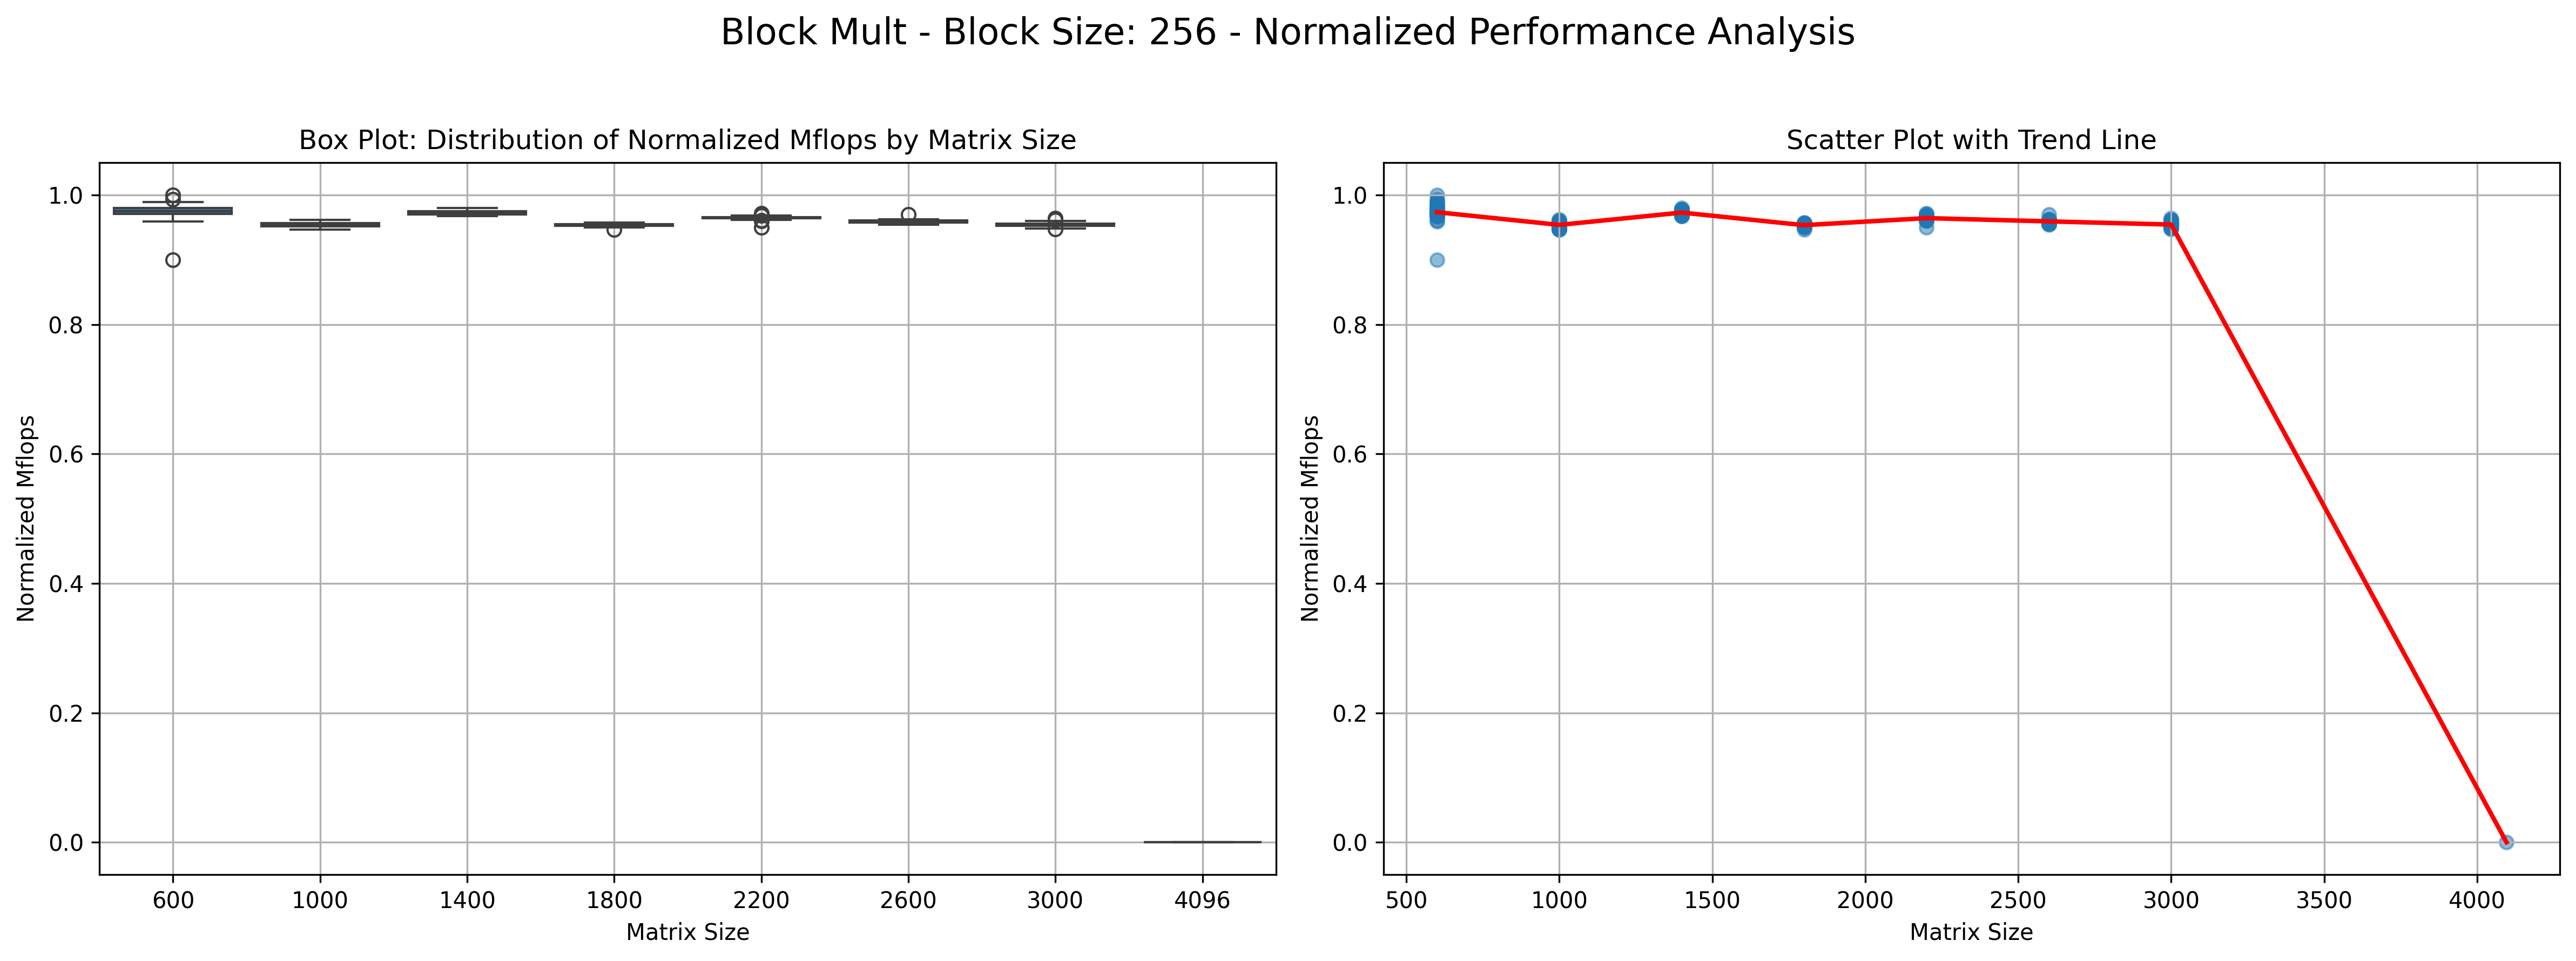 Block Mult - Block Size: 256 - Normalized Performance Analysis
Box Plot: Distribution of Normalized Mflops by Matrix Size
Normalized Mflops
1.0
0.8
0.6
0.4
0.2
0.0
600 1000 1400 1800 2200 2600 3000 4096
Matrix Size
Scatter Plot with Trend Line
Normalized Mflops
1.0
0.8
0.6
0.4
0.2
0.0
500 1000 1500 2000 2500 3000 3500 4000
Matrix Size